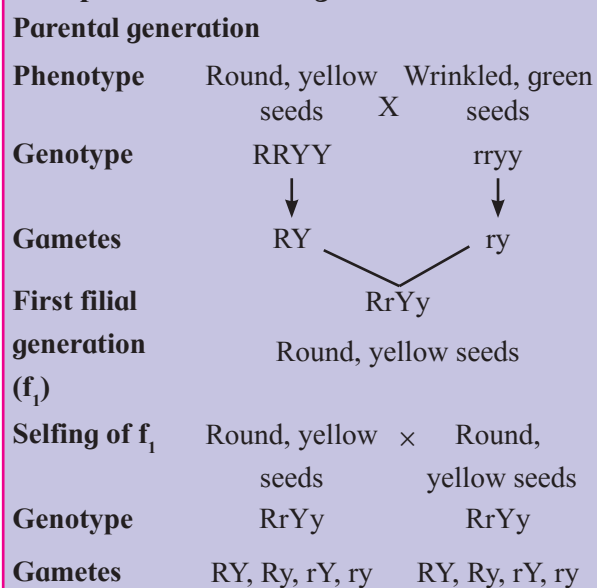 Parental generation
Phenotype Round, yellow Wrinkled, green
seeds X seeds
Genotype RRYY rryy
Gametes RY ry
First filial RrYy
generation Round, yellow seeds
(f₁)
Selfing of f₁ Round, yellow × Round,
seeds yellow seeds
Genotype RrYy RrYy
Gametes RY, Ry, rY, ry RY, Ry, rY, ry